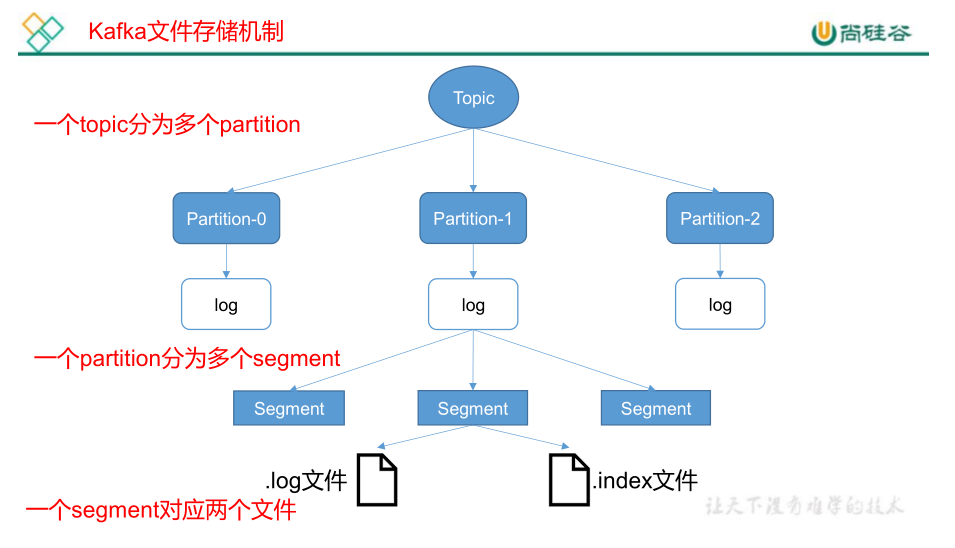 Kafka文件存储机制
尚硅谷
Topic
一个topic分为多个partition
Partition-0
Partition-1
Partition-2
log
log
log
一个partition分为多个segment
Segment
Segment
Segment
.log文件
.index文件
一个segment对应两个文件
让天下没有难学的技术